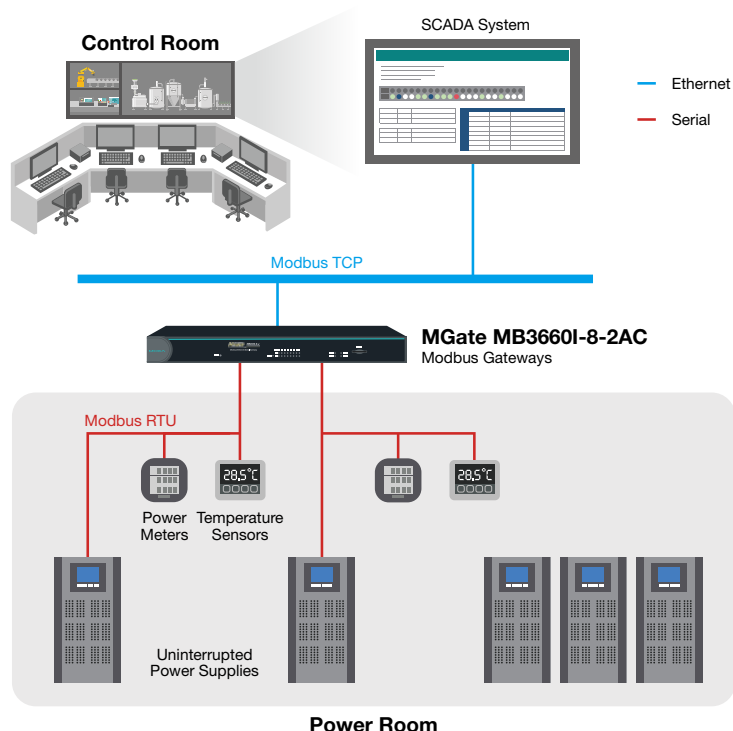 SCADA System
Control Room
Ethernet
Serial
Modbus TCP
MGate MB3660I-8-2AC
Modbus Gateways
Modbus RTU
28.5°C
28.5°C
Power
Meters
Temperature
Sensors
Uninterrupted
Power Supplies
Power Room